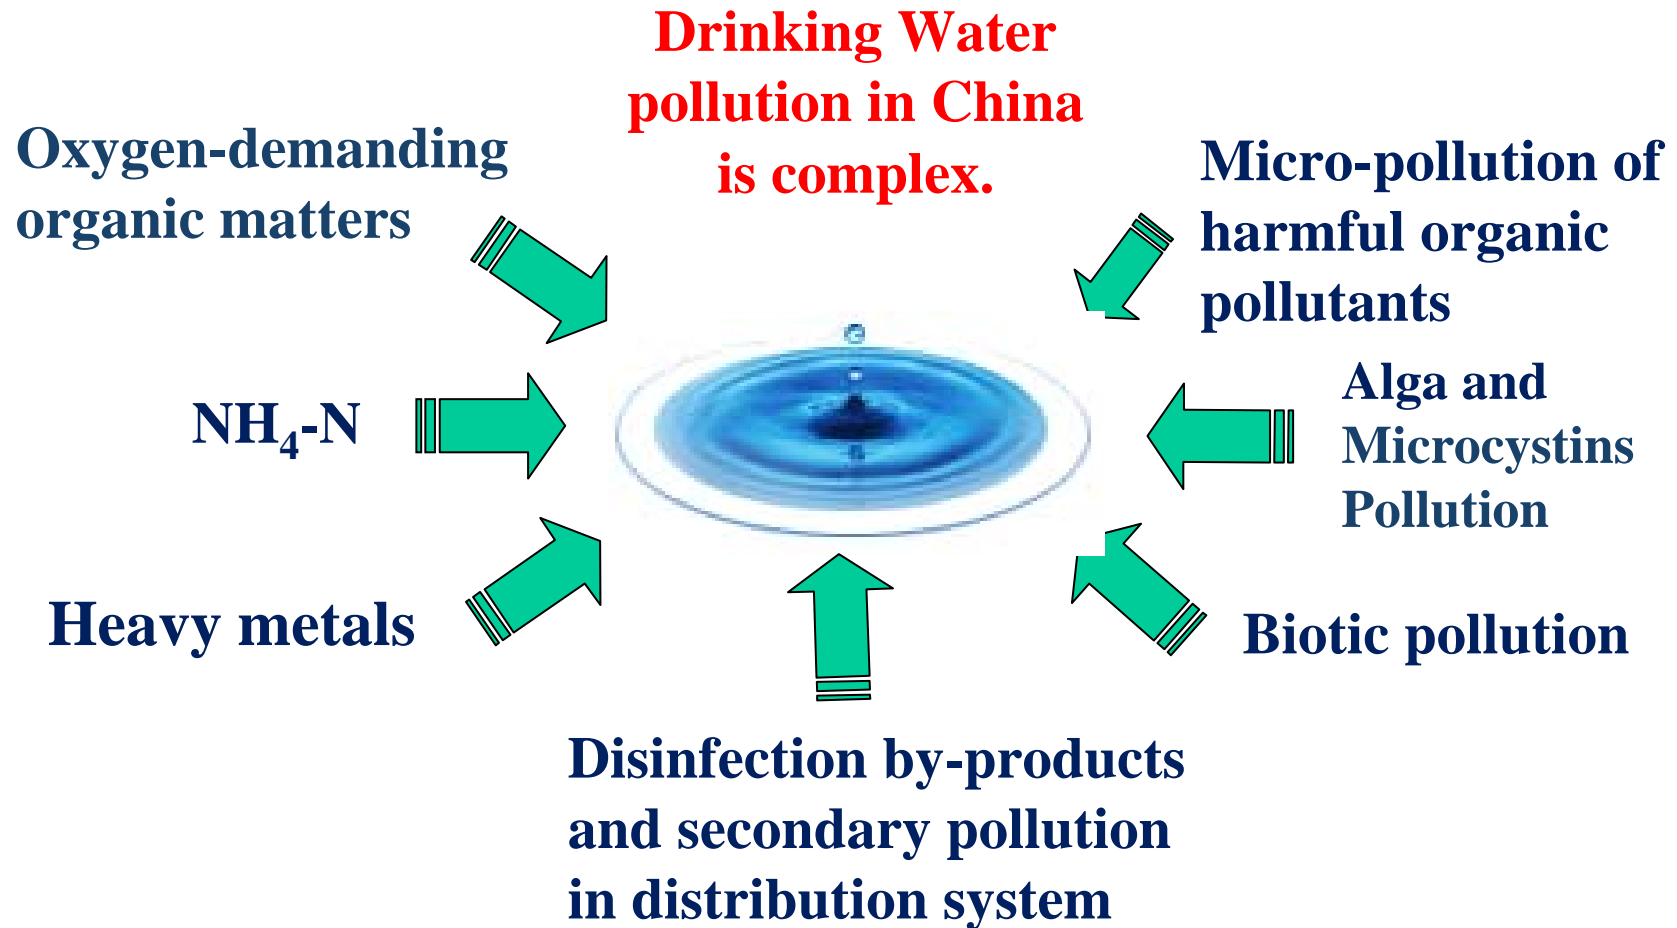 Drinking Water
pollution in China
is complex.
Oxygen-demanding
organic matters
NH₄-N
Heavy metals
Disinfection by-products
and secondary pollution
in distribution system
Micro-pollution of
harmful organic
pollutants
Alga and
Microcystins
Pollution
Biotic pollution